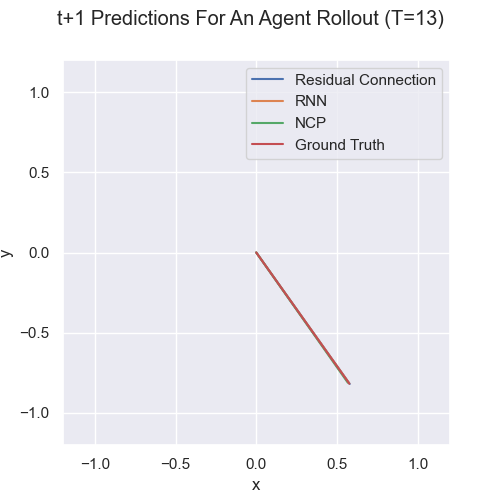 t+1 Predictions For An Agent Rollout (T=13)
Residual Connection
RNN
NCP
Ground Truth
1.0
0.5
0.0
−0.5
−1.0
y
−1.0 −0.5 0.0 0.5 1.0
x